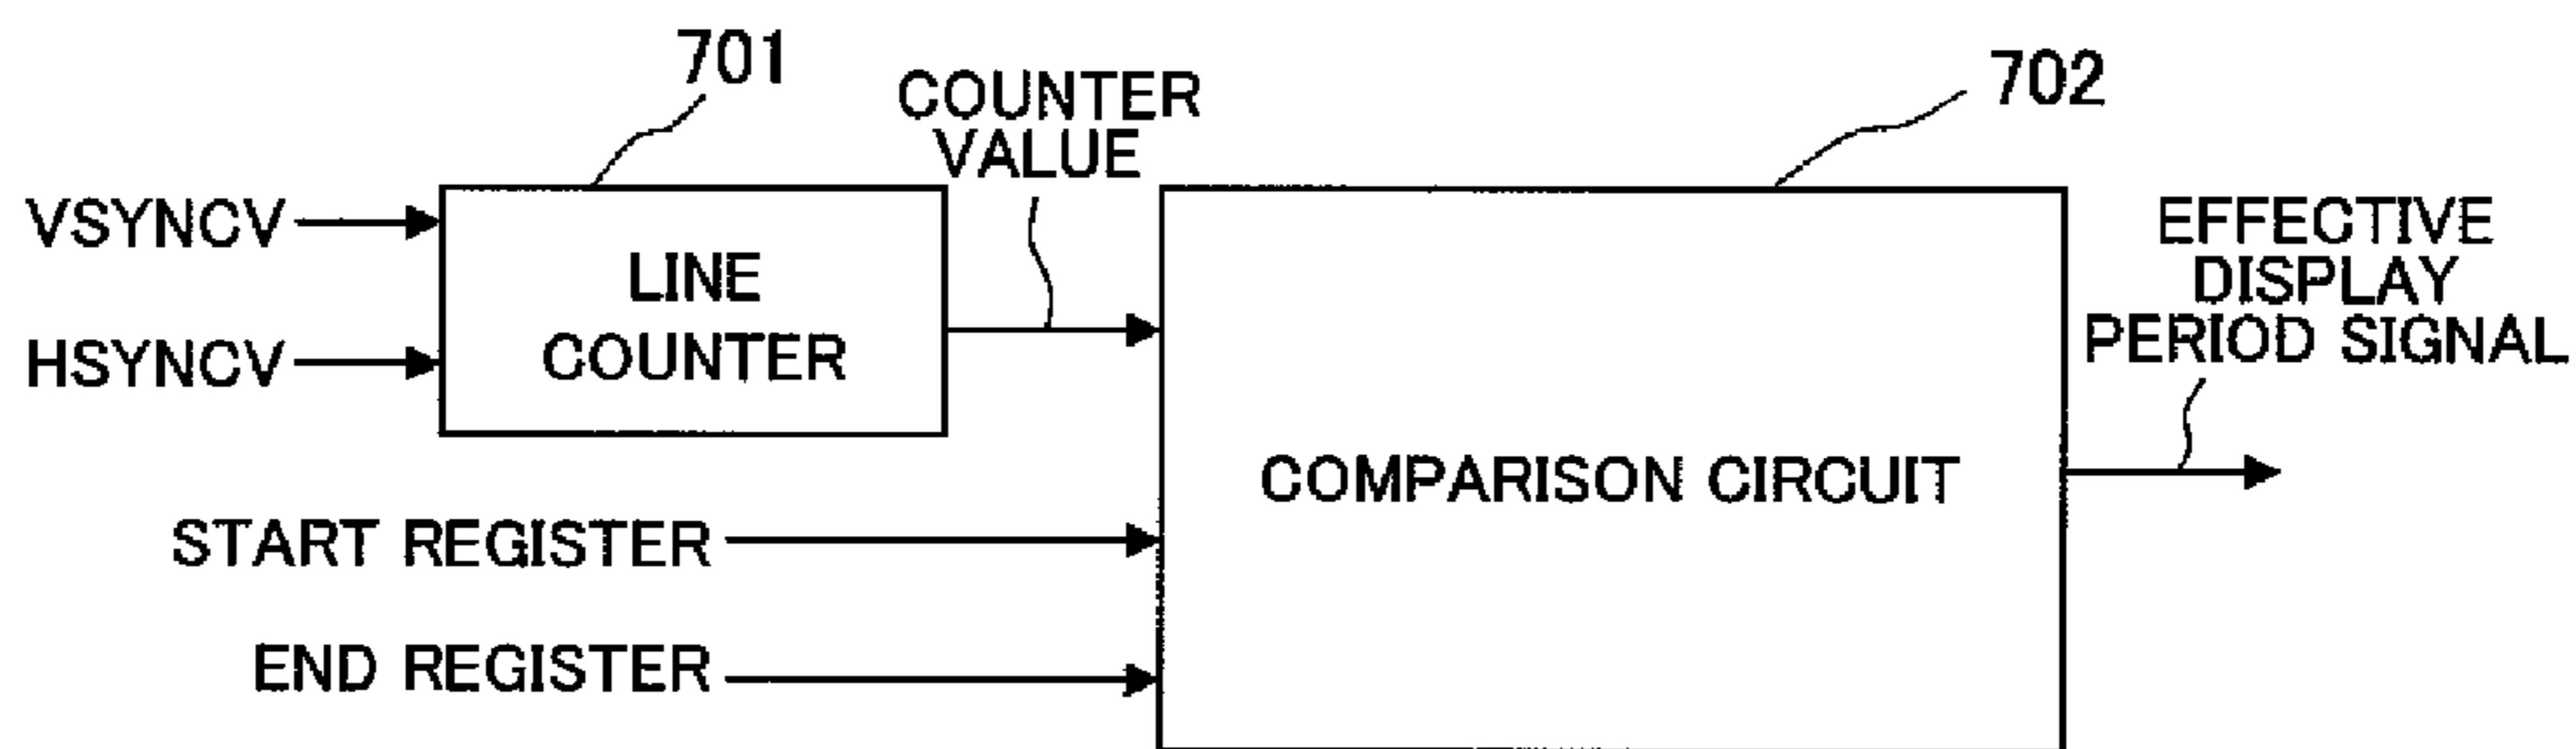 701
702
COUNTER
VALUE
VSYNCV
HSYNCV
LINE
COUNTER
EFFECTIVE
DISPLAY
PERIOD SIGNAL
COMPARISON CIRCUIT
START REGISTER
END REGISTER